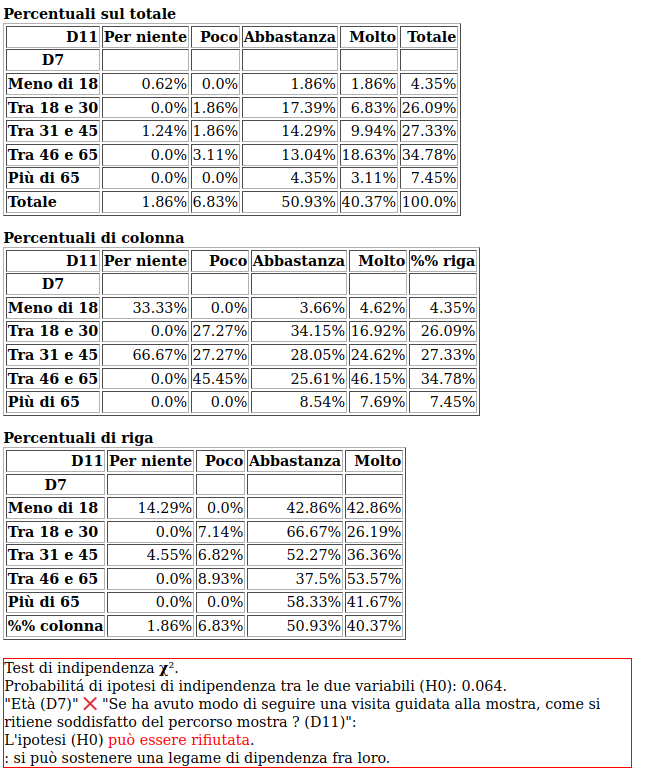 Percentuali sul totale
D11 Per niente Poco Abbastanza Molto Totale
D7
Meno di 18 0.62% 0.0% 1.86% 1.86% 4.35%
Tra 18 e 30 0.0% 1.86% 17.39% 6.83% 26.09%
Tra 31 e 45 1.24% 1.86% 14.29% 9.94% 27.33%
Tra 46 e 65 0.0% 3.11% 13.04% 18.63% 34.78%
Più di 65 0.0% 0.0% 4.35% 3.11% 7.45%
Totale 1.86% 6.83% 50.93% 40.37% 100.0%
Percentuali di colonna
D11 Per niente Poco Abbastanza Molto %% riga
D7
Meno di 18 33.33% 0.0% 3.66% 4.62% 4.35%
Tra 18 e 30 0.0% 27.27% 34.15% 16.92% 26.09%
Tra 31 e 45 66.67% 27.27% 28.05% 24.62% 27.33%
Tra 46 e 65 0.0% 45.45% 25.61% 46.15% 34.78%
Più di 65 0.0% 0.0% 8.54% 7.69% 7.45%
Percentuali di riga
D11 Per niente Poco Abbastanza Molto
D7
Meno di 18 14.29% 0.0% 42.86% 42.86%
Tra 18 e 30 0.0% 7.14% 66.67% 26.19%
Tra 31 e 45 4.55% 6.82% 52.27% 36.36%
Tra 46 e 65 0.0% 8.93% 37.5% 53.57%
Più di 65 0.0% 0.0% 58.33% 41.67%
%% colonna 1.86% 6.83% 50.93% 40.37%
Test di indipendenza χ².
Probabilitá di ipotesi di indipendenza tra le due variabili (H0): 0.064.
"Età (D7)" ❌ "Se ha avuto modo di seguire una visita guidata alla mostra, come si
ritiene soddisfatto del percorso mostra ? (D11)":
L'ipotesi (H0) può essere rifiutata.
: si può sostenere una legame di dipendenza fra loro.